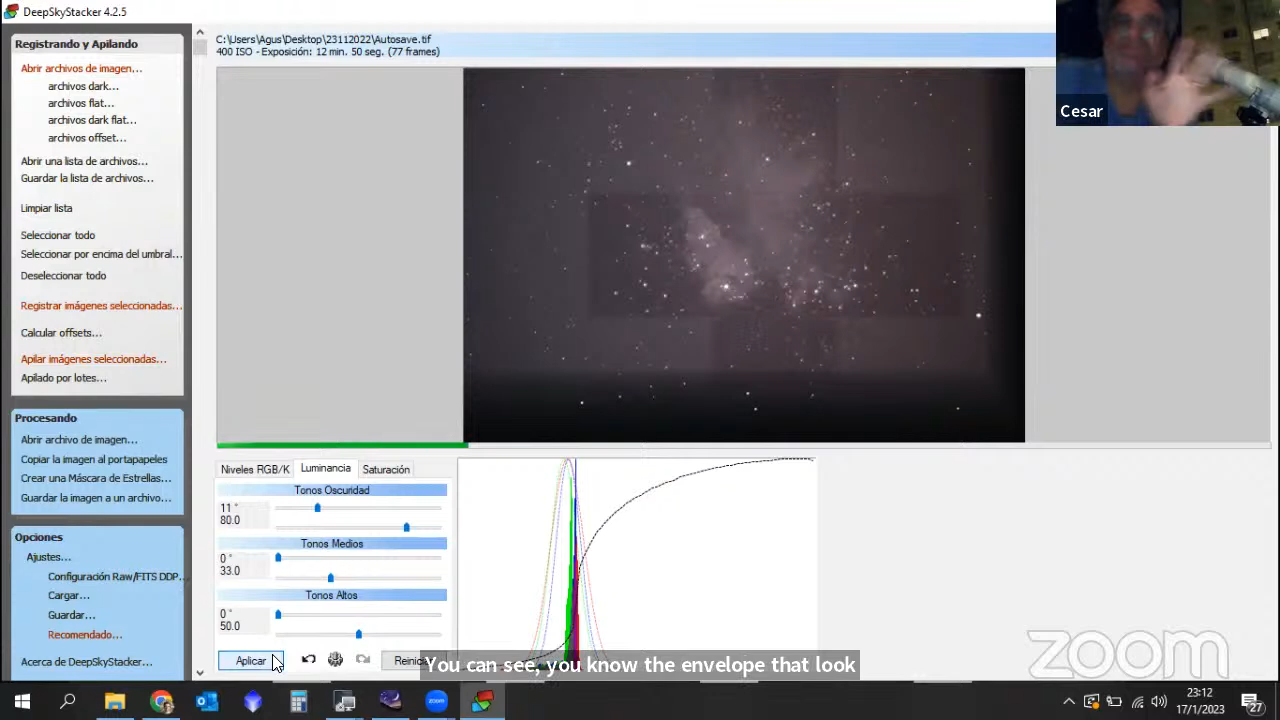 DeepSkyStacker 4.2.5
Registrando y Apilando
Abrir archivos de imagen...
archivos dark...
archivos flat...
archivos dark flat...
archivos offset...
Abrir una lista de archivos...
Guardar la lista de archivos...
Limpiar lista
Seleccionar todo
Seleccionar por encima del umbral...
Deseleccionar todo
Registrar imágenes seleccionadas...
Calcular offsets...
Apilar imágenes seleccionadas...
Apilado por lotes...
Procesando
Abrir archivo de imagen...
Copiar la imagen al portapapeles
Crear una Máscara de Estrellas...
Guardar la imagen a un archivo...
Opciones
Ajustes...
Configuración Raw/FITS DDP...
Cargar...
Guardar...
Recomendado...
Acerca de DeepSkyStacker...
C:\Users\Agus\Desktop\23112022\Autosave.tif
400 ISO - Exposición: 12 min. 50 seg. (77 frames)
Cesar
Niveles RGB/K Luminancia Saturación
Tonos Oscuridad
11 °
80.0
Tonos Medios
0 °
33.0
Tonos Altos
0 °
50.0
Aplicar Reinic
You can see, you know the envelope that look
zoom
zoom
23:12
17/1/2023
27